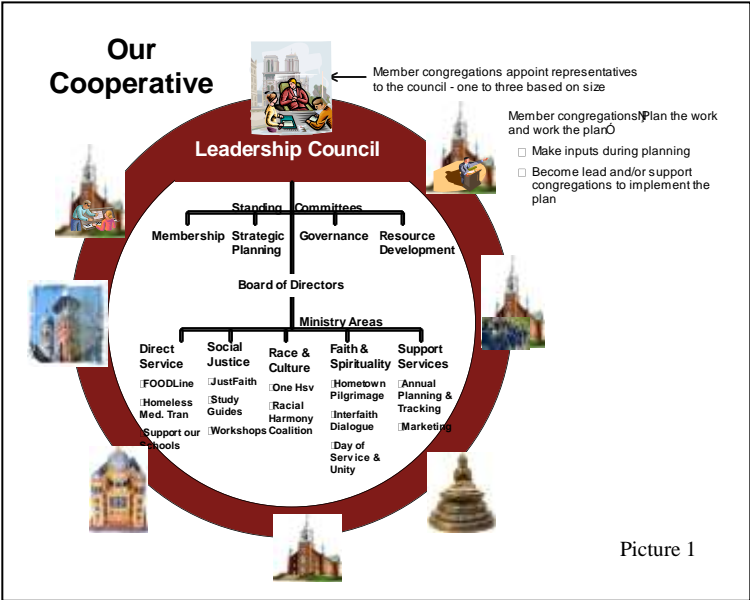 Our
Cooperative
Member congregations appoint representatives
to the council - one to three based on size
Member congregations Plan the work
and work the plan
Make inputs during planning
Become lead and/or support
congregations to implement the
plan
Leadership Council
Standing Committees
Membership
Strategic
Planning
Governance
Resource
Development
Board of Directors
Ministry Areas
Direct
Service
FOODLine
Homeless
Med. Tran
Support our
Schools
Social
Justice
JustFaith
Study
Guides
Workshops
Race &
Culture
One Hsv
Racial
Harmony
Coalition
Faith &
Spirituality
Hometown
Pilgrimage
Interfaith
Dialogue
Day of
Service &
Unity
Support
Services
Annual
Planning &
Tracking
Marketing
Picture 1